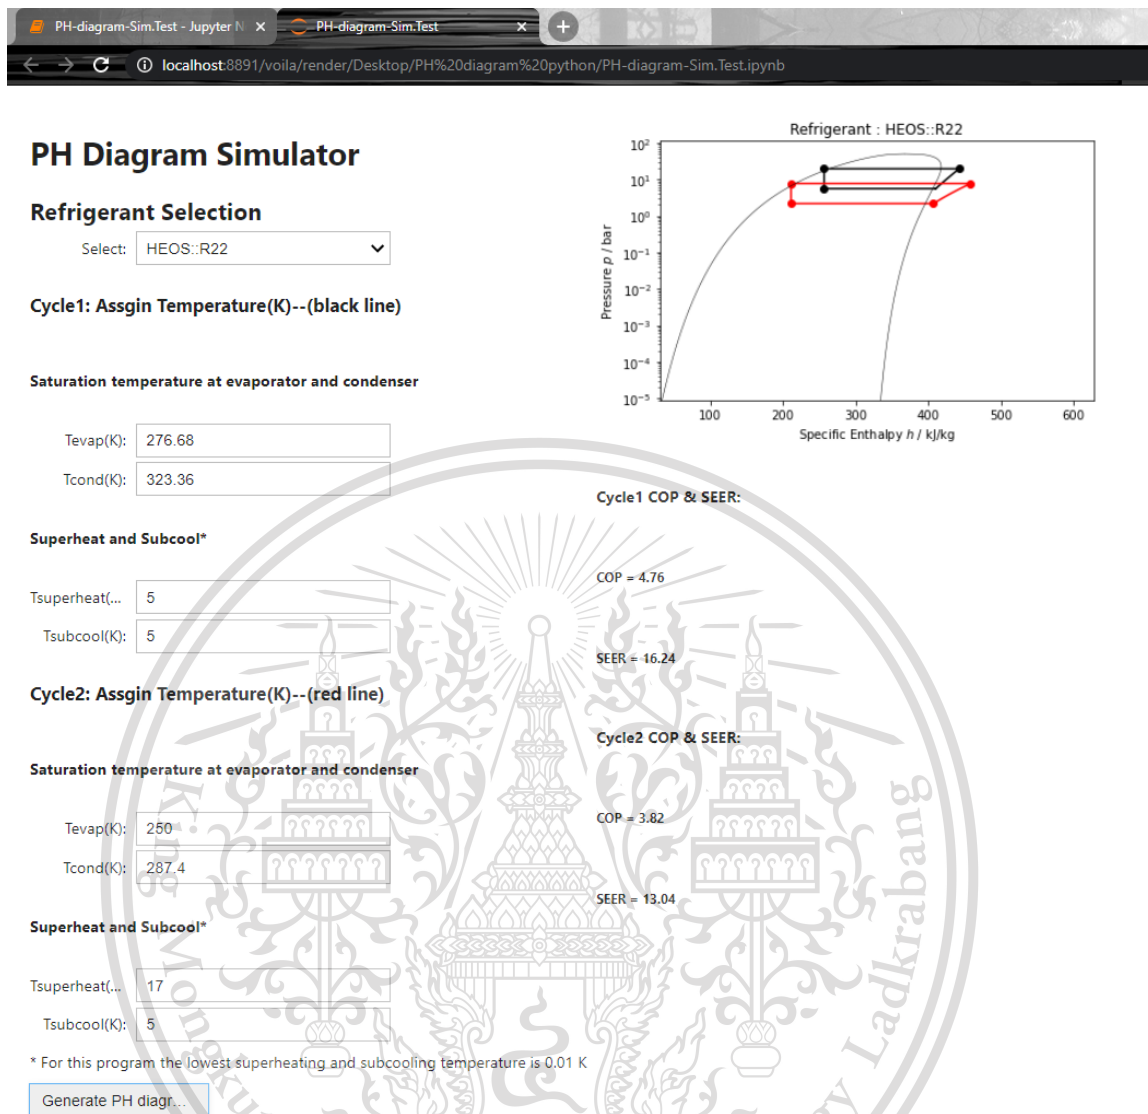 PH-diagram-Sim.Test - Jupyter N
PH-diagram-Sim.Test
localhost:8891/voila/render/Desktop/PH%20diagram%20python/PH-diagram-Sim.Test.ipynb
PH Diagram Simulator
Refrigerant Selection
Select: HEOS::R22
Cycle1: Assgin Temperature(K)--(black line)
Saturation temperature at evaporator and condenser
Tevap(K): 276.68
Tcond(K): 323.36
Superheat and Subcool*
Tsuperheat(... 5
Tsubcool(K): 5
Cycle2: Assgin Temperature(K)--(red line)
Saturation temperature at evaporator and condenser
Tevap(K): 250
Tcond(K): 287.4
Superheat and Subcool*
Tsuperheat(... 17
Tsubcool(K): 5
* For this program the lowest superheating and subcooling temperature is 0.01 K
Generate PH diagr...
Refrigerant : HEOS::R22
Pressure p / bar
10²
10¹
10⁰
10⁻¹
10⁻²
10⁻³
10⁻⁴
10⁻⁵
100 200 300 400 500 600
Specific Enthalpy h / kJ/kg
Cycle1 COP & SEER:
COP = 4.76
SEER = 16.24
Cycle2 COP & SEER:
COP = 3.82
SEER = 13.04